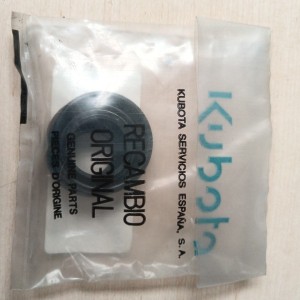 Kubota
KUBOTA SERVICIOS ESPAÑA, S. A.
RECAMBIO
ORIGINAL
GENUINE PARTS
PIECES D'ORIGINE